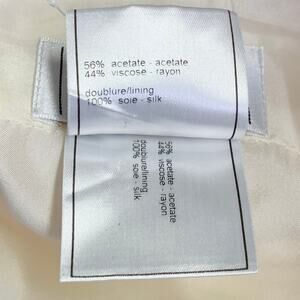 56% acetate - acetate
44% viscose - rayon
doublure/lining
100% soie - silk
56% acetate - acetate
44% viscose - rayon
doublure/lining
100% soie - silk